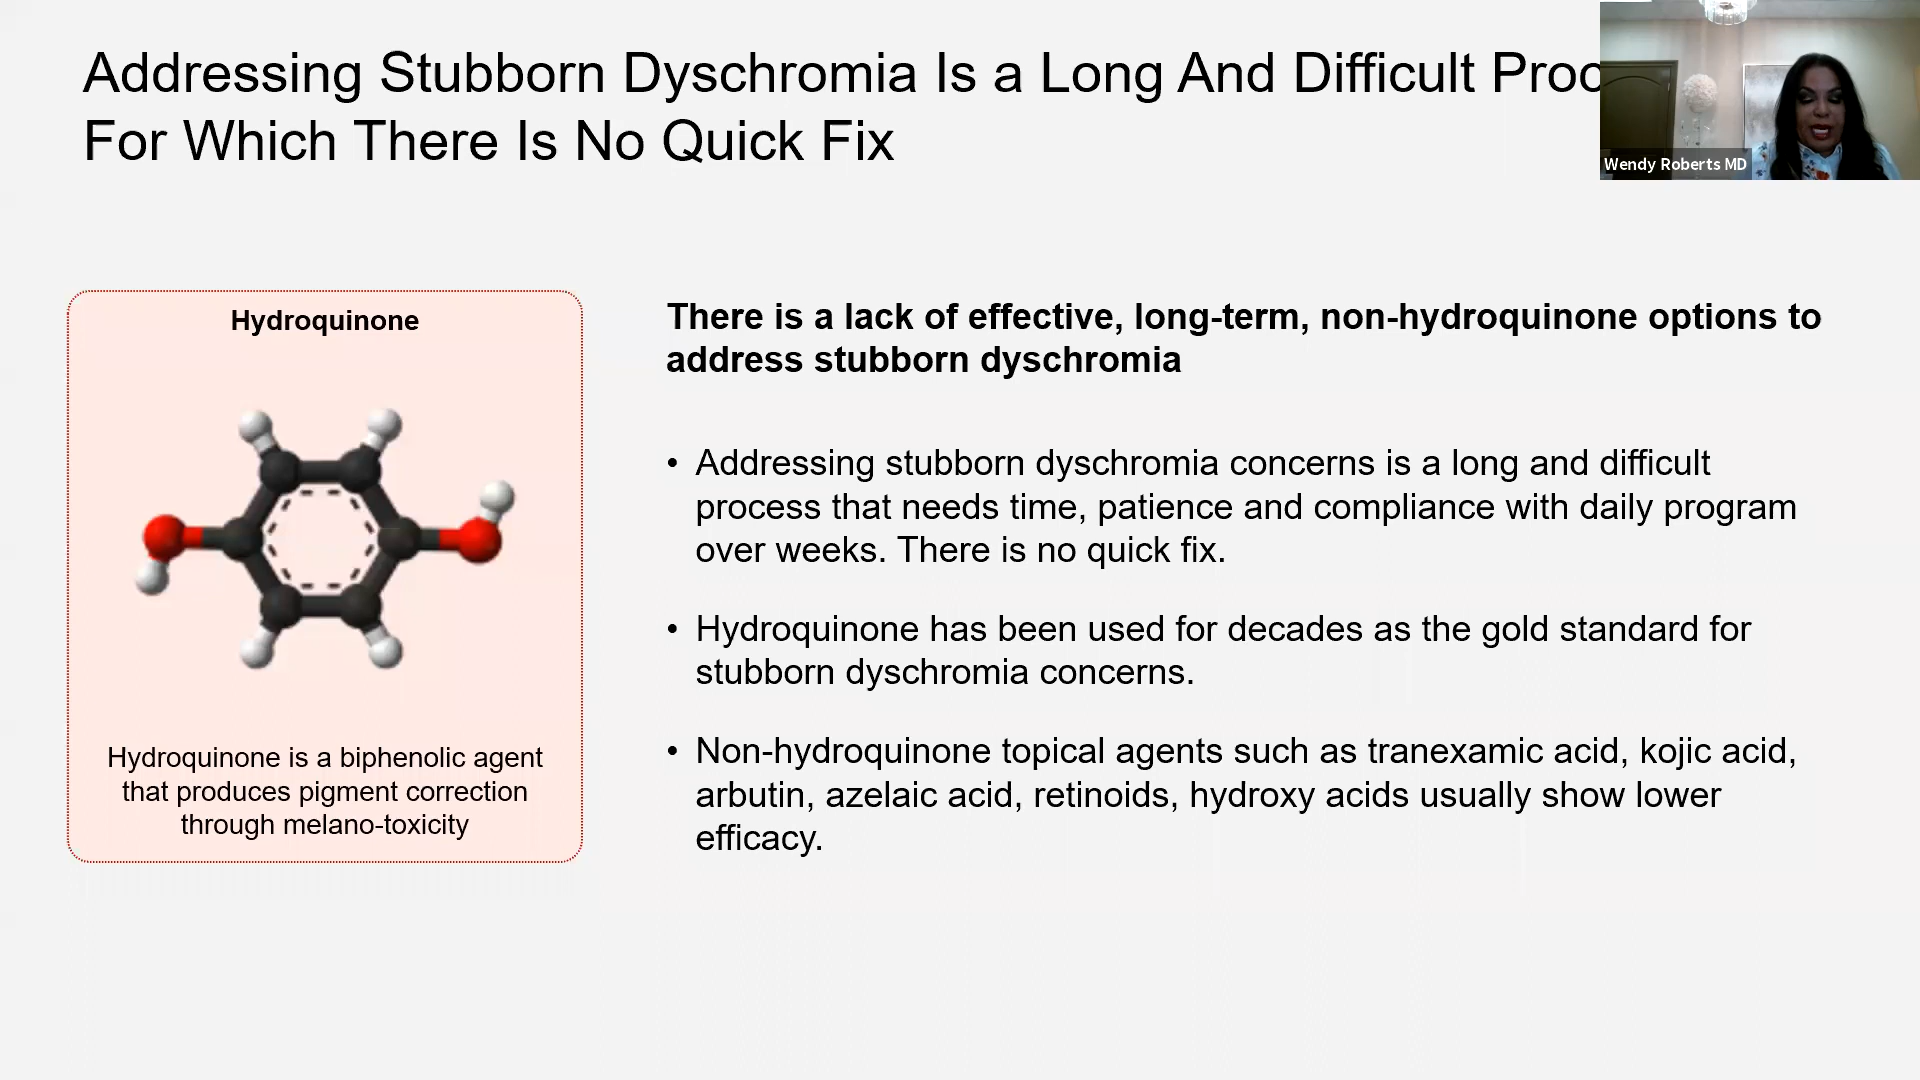 Addressing Stubborn Dyschromia Is a Long And Difficult Proc
For Which There Is No Quick Fix
Wendy Roberts MD
Hydroquinone
Hydroquinone is a biphenolic agent
that produces pigment correction
through melano-toxicity
There is a lack of effective, long-term, non-hydroquinone options to
address stubborn dyschromia
• Addressing stubborn dyschromia concerns is a long and difficult
process that needs time, patience and compliance with daily program
over weeks. There is no quick fix.
• Hydroquinone has been used for decades as the gold standard for
stubborn dyschromia concerns.
• Non-hydroquinone topical agents such as tranexamic acid, kojic acid,
arbutin, azelaic acid, retinoids, hydroxy acids usually show lower
efficacy.